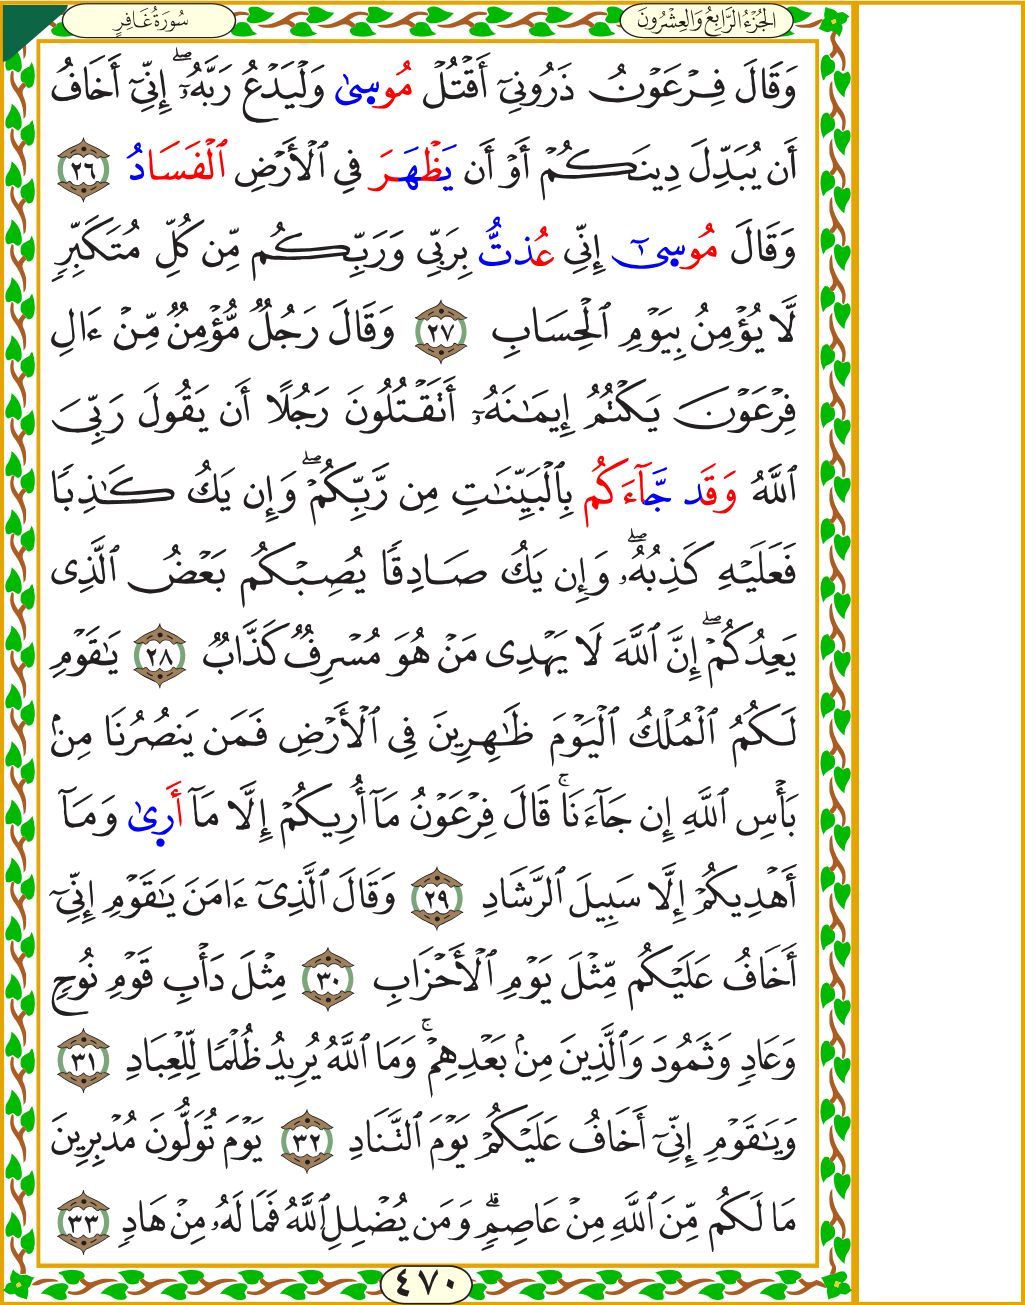 الجُزْءُ الرَّابِعُ وَالعِشْرُونَ
سُورَةُ غَافِرٍ
وَقَالَ فِرْعَوْنُ ذَرُونِيٓ أَقْتُلْ مُوسۭىٰ وَلْيَدْعُ رَبَّهُۥٓۖ إِنِّيٓ أَخَافُ
أَن يُبَدِّلَ دِينَكُمْ أَوْ أَن يَظْهَرَ فِي ٱلْأَرْضِ ٱلْفَسَادُ ٢٦
وَقَالَ مُوسۭىٰٓ إِنِّي عُذتُّ بِرَبِّي وَرَبِّكُم مِّن كُلِّ مُتَكَبِّرٍ
لَّا يُؤْمِنُ بِيَوْمِ ٱلْحِسَابِ ٢٧ وَقَالَ رَجُلٌ مُّؤْمِنٌ مِّنْ ءَالِ
فِرْعَوْنَ يَكْتُمُ إِيمَٰنَهُۥٓ أَتَقْتُلُونَ رَجُلًا أَن يَقُولَ رَبِّيَ
ٱللَّهُ وَقَد جَّآءَكُم بِٱلْبَيِّنَٰتِ مِن رَّبِّكُمْۖ وَإِن يَكُ كَٰذِبًا
فَعَلَيْهِ كَذِبُهُۥۖ وَإِن يَكُ صَادِقًا يُصِبْكُم بَعْضُ ٱلَّذِى
يَعِدُكُمْۖ إِنَّ ٱللَّهَ لَا يَهْدِى مَنْ هُوَ مُسْرِفٌ كَذَّابٌ ٢٨ يَٰقَوْمِ
لَكُمُ ٱلْمُلْكُ ٱلْيَوْمَ ظَٰهِرِينَ فِي ٱلْأَرْضِ فَمَن يَنصُرُنَا مِنۢ
بَأْسِ ٱللَّهِ إِن جَآءَنَاۚ قَالَ فِرْعَوْنُ مَآ أُرِيكُمْ إِلَّا مَآ أَرۭىٰ وَمَآ
أَهْدِيكُمْ إِلَّا سَبِيلَ ٱلرَّشَادِ ٢٩ وَقَالَ ٱلَّذِىٓ ءَامَنَ يَٰقَوْمِ إِنِّيٓ
أَخَافُ عَلَيْكُم مِّثْلَ يَوْمِ ٱلْأَحْزَابِ ٣٠ مِثْلَ دَأْبِ قَوْمِ نُوحٍ
وَعَادٍ وَثَمُودَ وَٱلَّذِينَ مِنۢ بَعْدِهِمْۚ وَمَا ٱللَّهُ يُرِيدُ ظُلْمًا لِّلْعِبَادِ ٣١
وَيَٰقَوْمِ إِنِّيٓ أَخَافُ عَلَيْكُمْ يَوْمَ ٱلتَّنَادِ ٣٢ يَوْمَ تُوَلُّونَ مُدْبِرِينَ
مَا لَكُم مِّنَ ٱللَّهِ مِنْ عَاصِمٍۗ وَمَن يُضْلِلِ ٱللَّهُ فَمَا لَهُۥ مِنْ هَادٍ ٣٣
٤٧٠